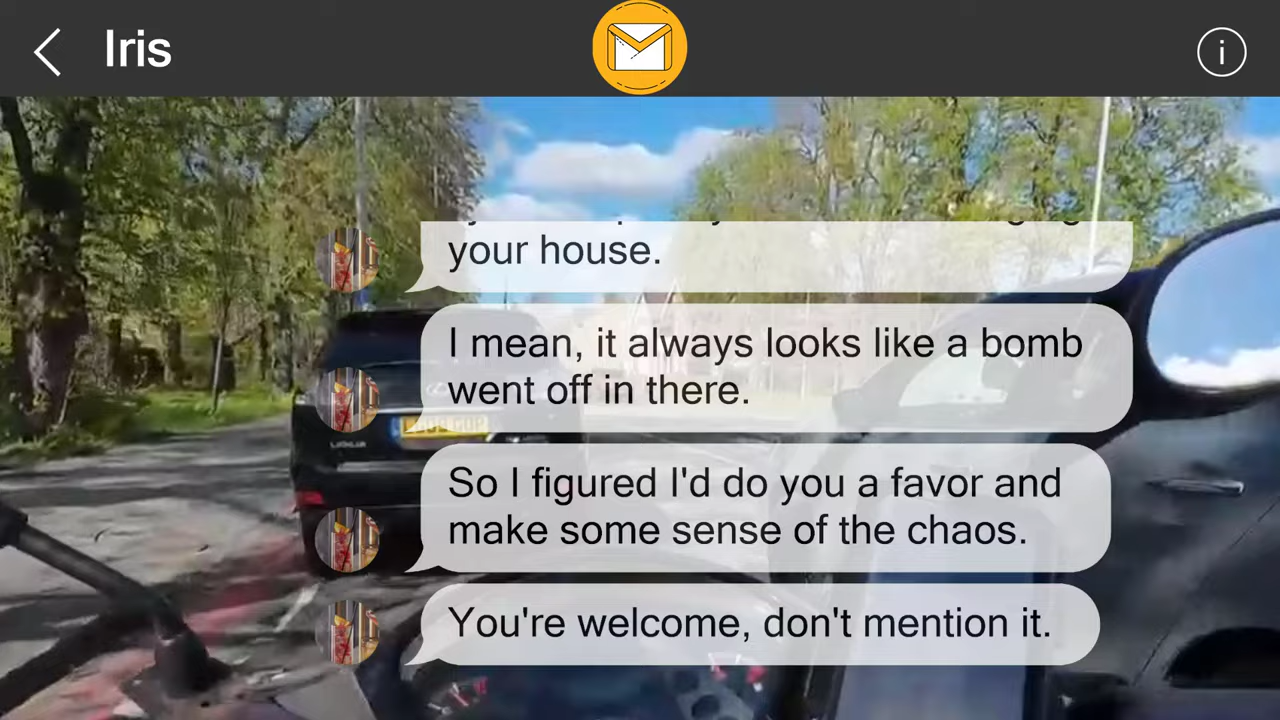 Iris
i
your house.
I mean, it always looks like a bomb
went off in there.
So I figured I'd do you a favor and
make some sense of the chaos.
You're welcome, don't mention it.